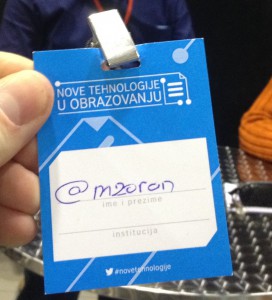 NOVE TEHNOLOGIJE
U OBRAZOVANJU
@mzoran
ime i prezime
institucija
#novetehnologije